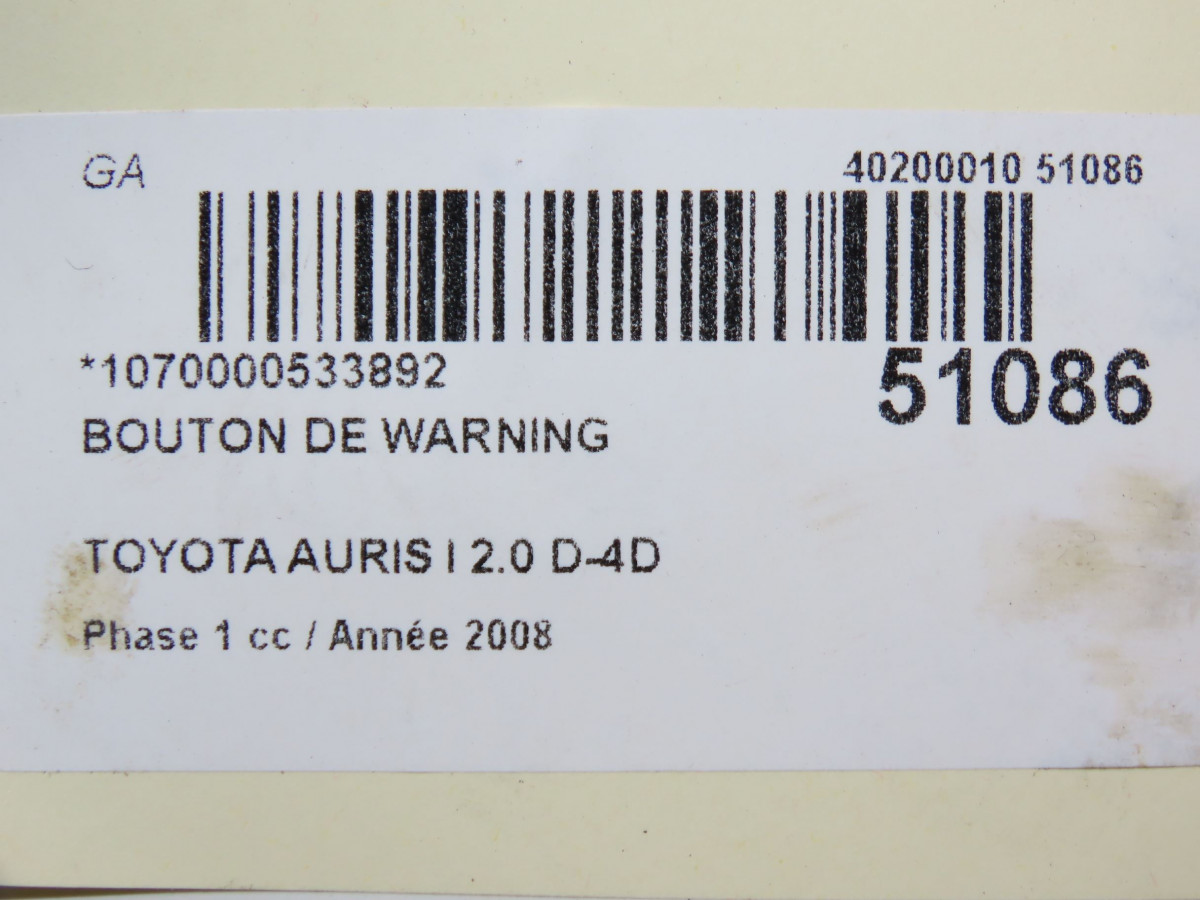 GA
40200010 51086
*1070000533892
51086
BOUTON DE WARNING
TOYOTA AURIS I 2.0 D-4D
Phase 1 cc / Année 2008